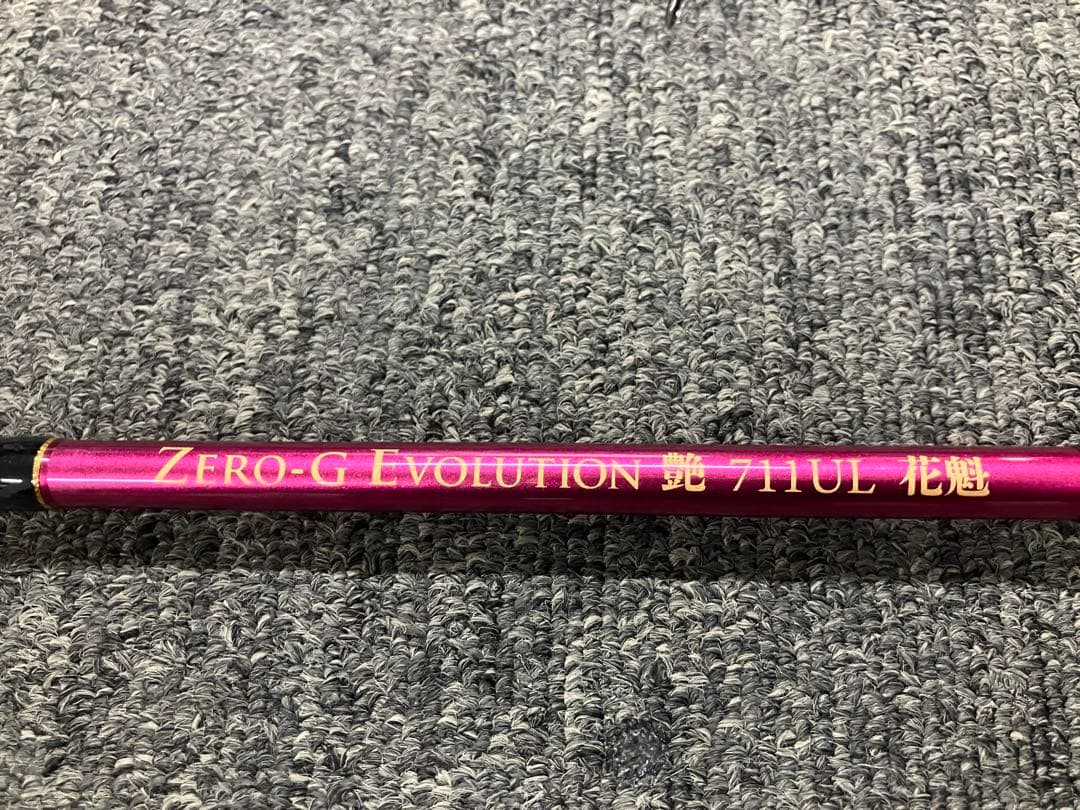 ZERO-G EVOLUTION 艶 711UL 花魁